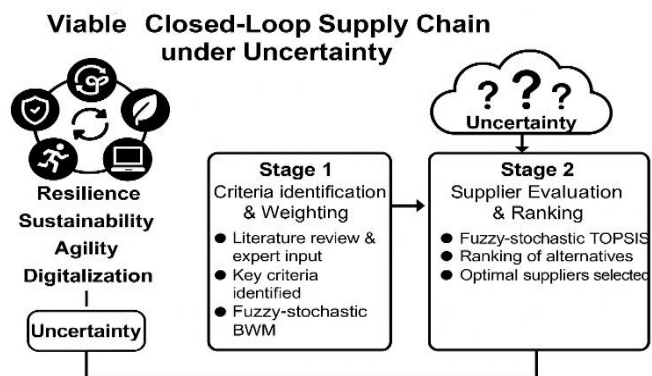 Viable Closed-Loop Supply Chain
under Uncertainty
? ? ?
Uncertainty
Resilience
Sustainability
Agility
Digitalization
Uncertainty
Stage 1
Criteria identification
& Weighting
● Literature review &
expert input
● Key criteria
identified
● Fuzzy-stochastic
BWM
Stage 2
Supplier Evaluation
& Ranking
● Fuzzy-stochastic TOPSIS
● Ranking of alternatives
● Optimal suppliers selected